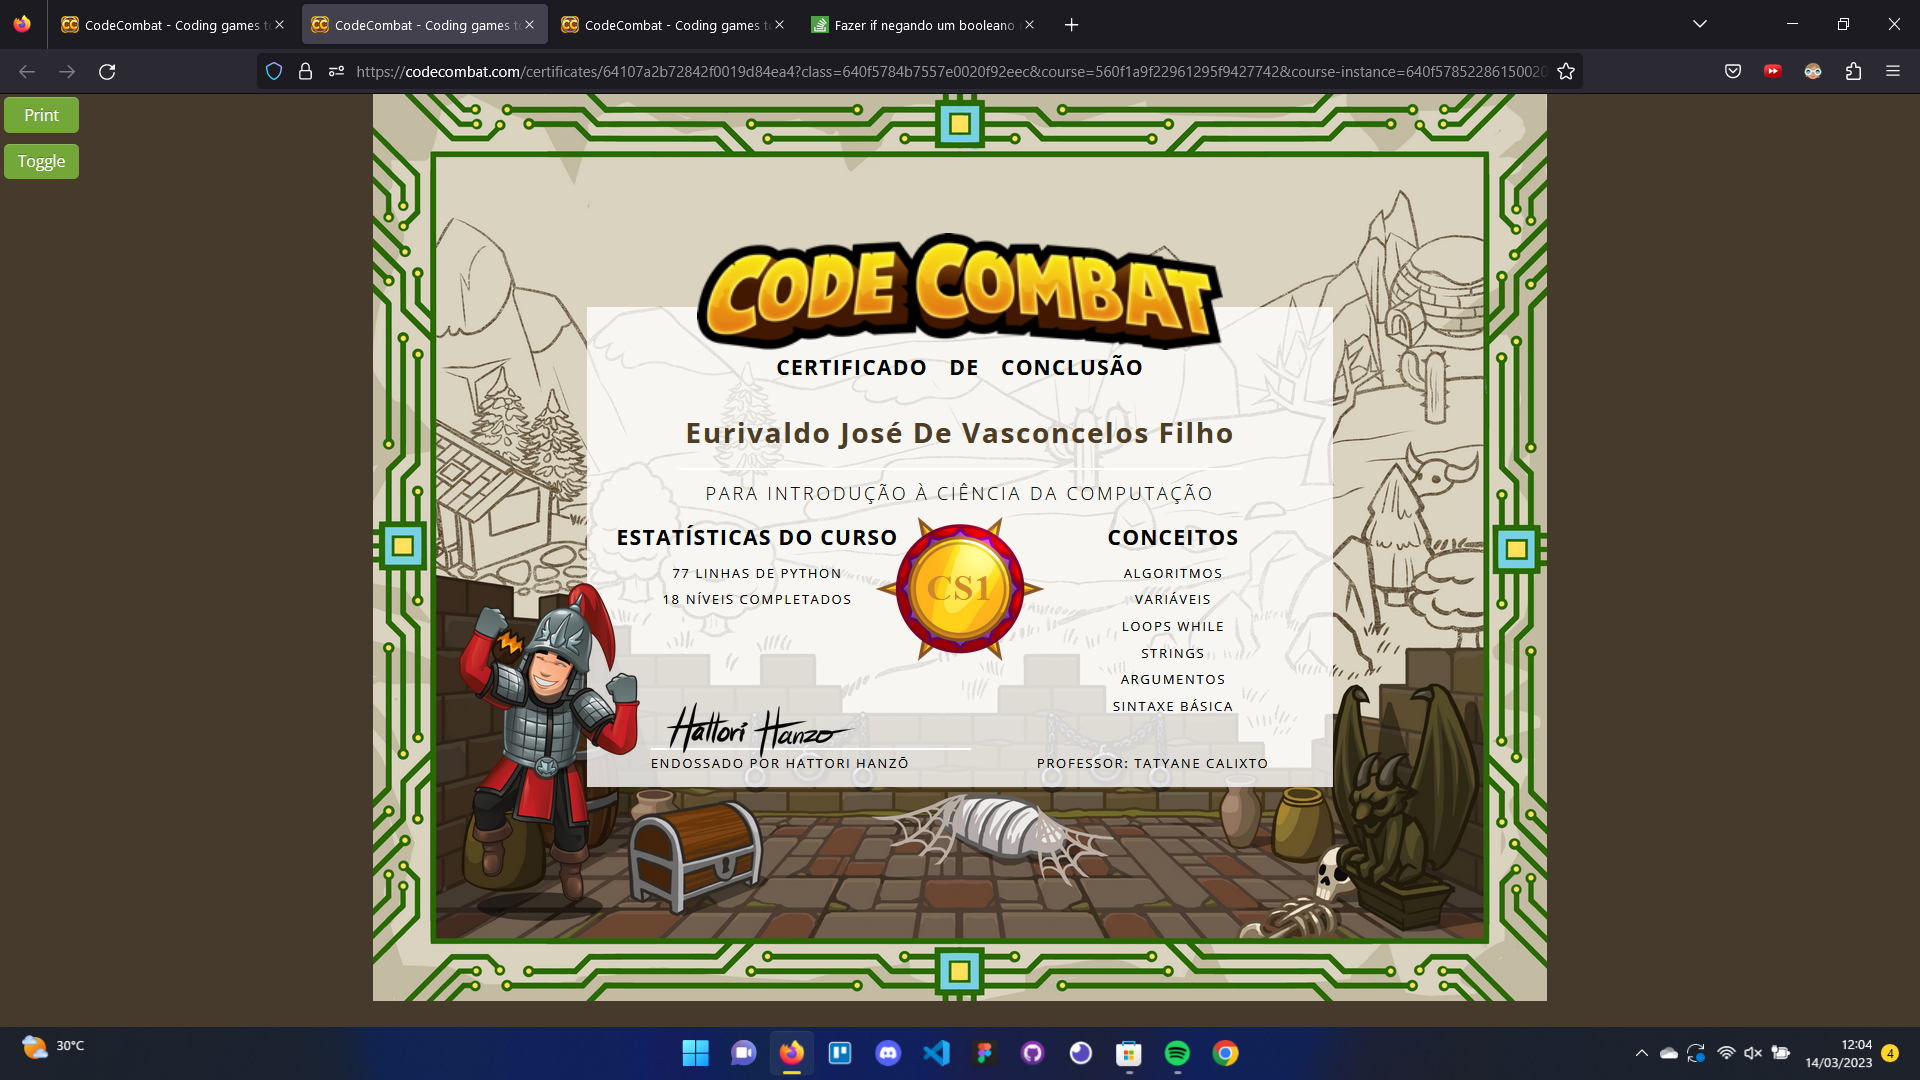 CodeCombat - Coding games to
CodeCombat - Coding games to
CodeCombat - Coding games to
Fazer if negando um booleano
https://codecombat.com/certificates/64107a2b72842f0019d84ea4?class=640f5784b7557e0020f92eec&course=560f1a9f22961295f9427742&course-instance=640f57852286150020
Print
Toggle
CODE COMBAT
CERTIFICADO DE CONCLUSÃO
Eurivaldo José De Vasconcelos Filho
PARA INTRODUÇÃO À CIÊNCIA DA COMPUTAÇÃO
ESTATÍSTICAS DO CURSO
77 LINHAS DE PYTHON
18 NÍVEIS COMPLETADOS
CS1
CONCEITOS
ALGORITMOS
VARIÁVEIS
LOOPS WHILE
STRINGS
ARGUMENTOS
SINTAXE BÁSICA
Hattori Hanzo
ENDOSSADO POR HATTORI HANZŌ
PROFESSOR: TATYANE CALIXTO
30°C
12:04
14/03/2023
4